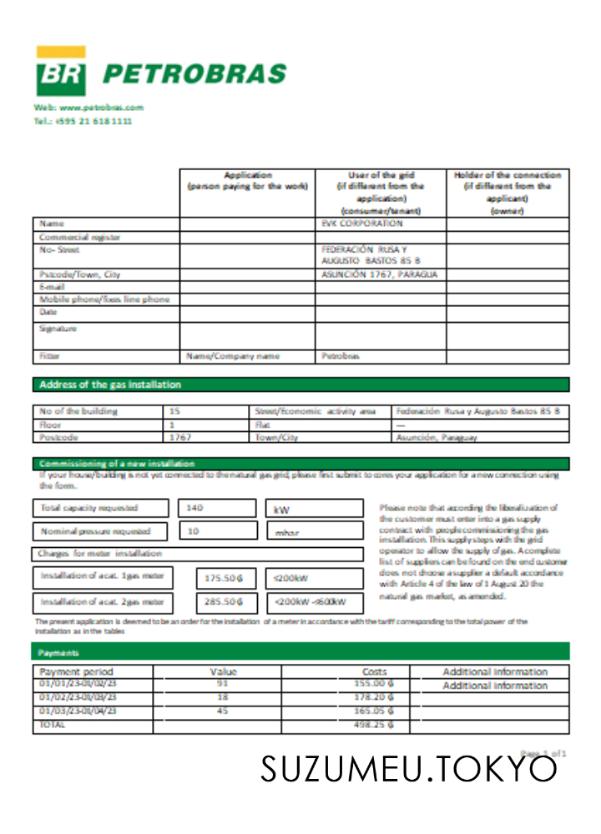 BR PETROBRAS
Web: www.petrobras.com
Tel.: +595 21 618 1111
Application
(person paying for the work)
User of the grid
(if different from the
application)
(consumer/tenant)
Holder of the connection
(if different from the
applicant)
(owner)
Name EVK CORPORATION
Commercial register
No- Street FEDERACIÓN RUSA Y
AUGUSTO BASTOS 85 B
Pstcode/Town, City ASUNCIÓN 1767, PARAGUA
E-mail
Mobile phone/fixes line phone
Date
Signature
Fitter Name/Company name Petrobras
Address of the gas installation
No of the building 15 Street/Economic activity area Federación Rusa y Augusto Bastos 85 B
Floor 1 Flat —
Postcode 1767 Town/City Asunción, Paraguay
Commissioning of a new installation
If your house/building is not yet connected to the natural gas grid, please first submit to cores your application for a new connection using
the form.
Total capacity requested 140 kW
Nominal pressure requested 10 mbar
Charges for meter installation
Installation of a cat. 1gas meter 175.50 ₲ ≤200kW
Installation of a cat. 2gas meter 285.50 ₲ <200kW -≤600kW
Please note that according the liberalization of
the customer must enter into a gas supply
contract with people commissioning the gas
installation. This supply steps with the grid
operator to allow the supply of gas. A complete
list of suppliers can be found on the end customer
does not choose a supplier a default accordance
with Article 4 of the law of 1 August 20 the
natural gas market, as amended.
The present application is deemed to be an order for the installation of a meter in accordance with the tariff corresponding to the total power of the
installation as in the tables
Payments
Payment period Value Costs Additional information
01/01/23-01/02/23 91 155.00 ₲ Additional information
01/02/23-01/03/23 18 178.20 ₲
01/03/23-01/04/23 45 165.05 ₲
TOTAL 498.25 ₲
Page 1 of 1
SUZUMEU.TOKYO